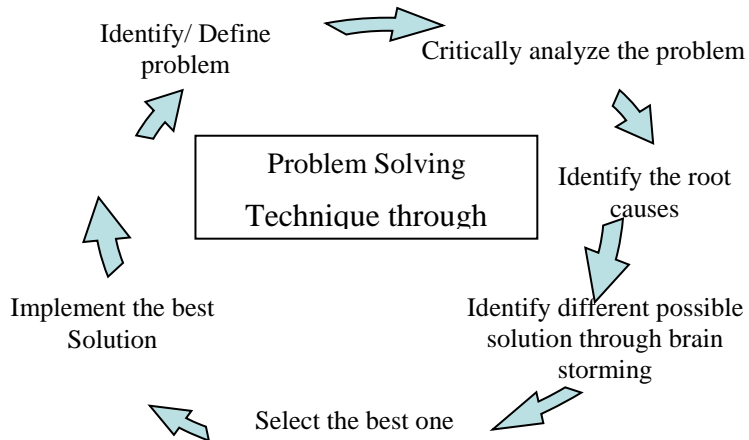 Identify/ Define
problem
Critically analyze the problem
Identify the root
causes
Identify different possible
solution through brain
storming
Select the best one
Implement the best
Solution
Problem Solving
Technique through